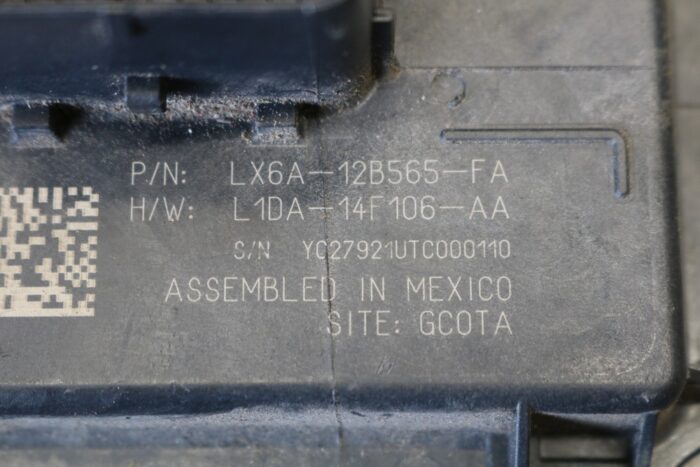 P/N: LX6A-12B565-FA
H/W: L1DA-14F106-AA
S/N YC27921UTC000110
ASSEMBLED IN MEXICO
SITE: GCOTA